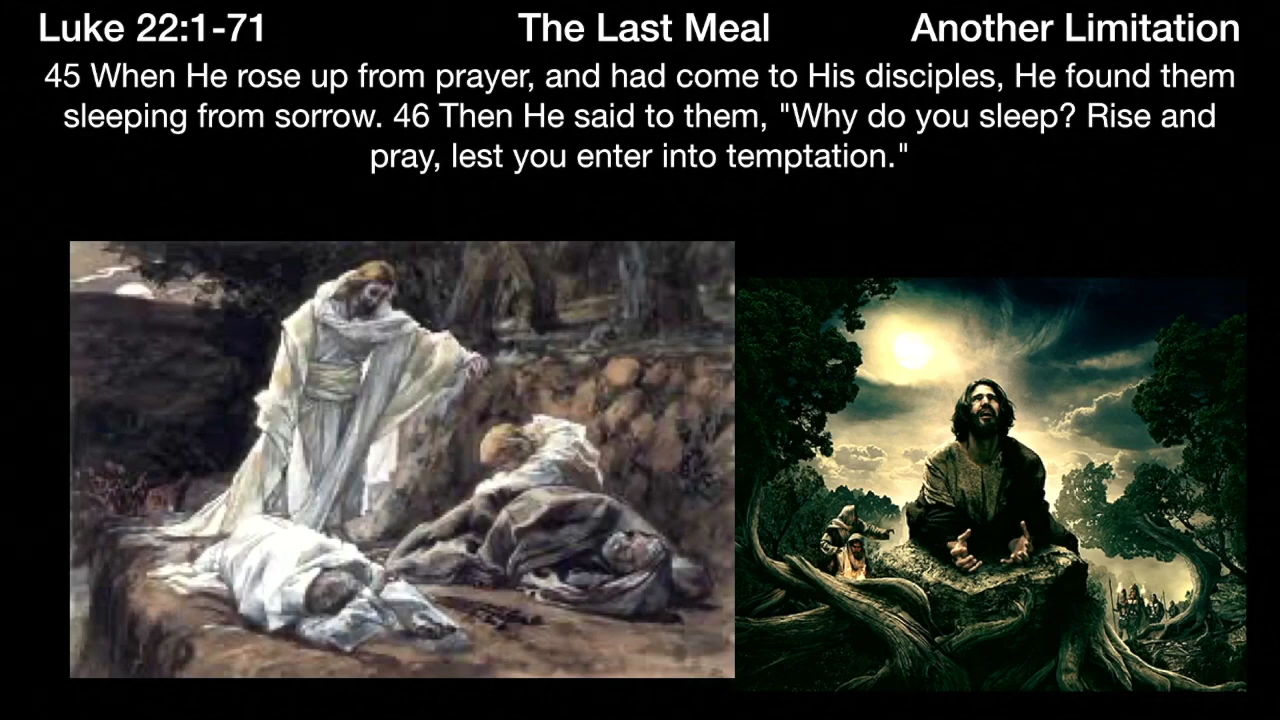 Luke 22:1-71 The Last Meal Another Limitation
45 When He rose up from prayer, and had come to His disciples, He found them
sleeping from sorrow. 46 Then He said to them, "Why do you sleep? Rise and
pray, lest you enter into temptation."